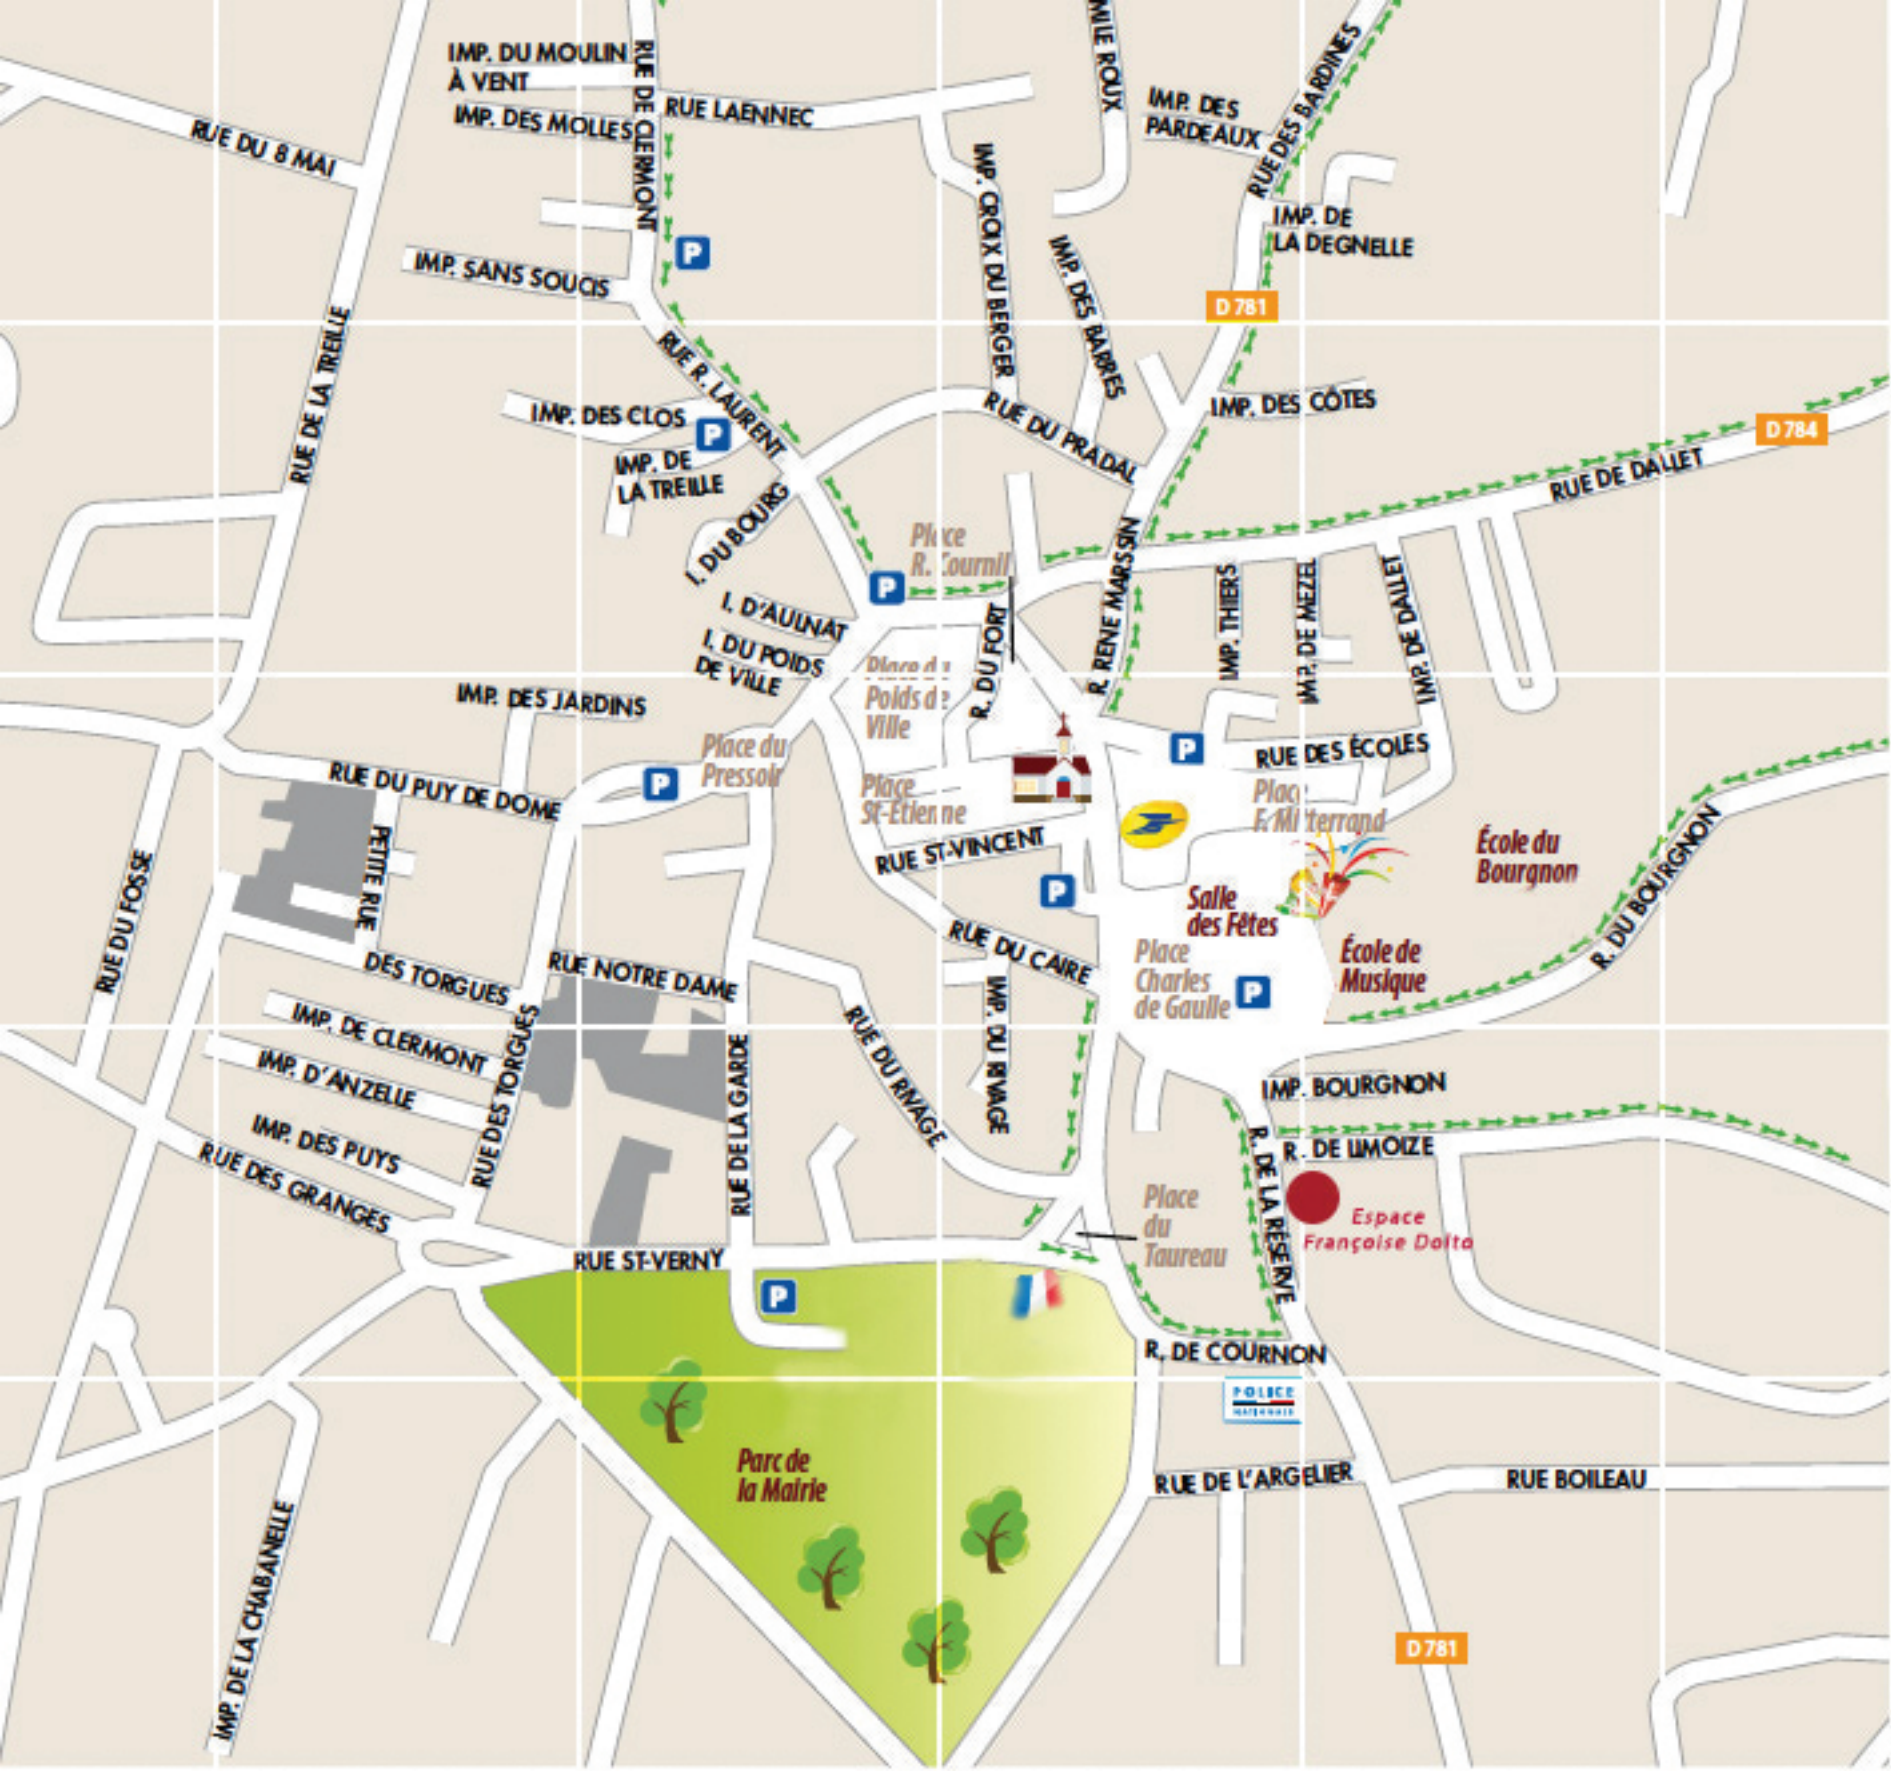 IMP. DU MOULIN
À VENT
IMP. DES MOLLES
RUE DE CLERMONT
RUE LAENNEC
RUE DU 8 MAI
IMP. CROIX DU BERGER
MILE ROUX
IMP. DES
PARDEAUX
RUE DES BARDINES
IMP. DE
LA DEGNELLE
P
IMP. SANS SOUCIS
IMP. DES BARRES
D 781
RUE DE LA TREILLE
RUE R. LAURENT
IMP. DES CLOS
P
IMP. DE
LA TREILLE
I. DU BOURG
RUE DU PRADAL
IMP. DES CÔTES
D 784
RUE DE DALLET
Place
R. Cournil
P
I. D'AULNAT
I. DU POIDS
DE VILLE
Place du
Poids de
Ville
R. DU FORT
R. RENE MARSSIN
IMP. THIERS
IMP. DE MEZEL
IMP. DE DALLET
IMP. DES JARDINS
Place du
Pressoir
P
RUE DU PUY DE DOME
Place
St-Etienne
P
RUE DES ÉCOLES
Place
F. Mitterrand
RUE ST-VINCENT
P
PETITE RUE
RUE DU FOSSE
École du
Bourgnon
R. DU BOURGNON
Salle
des Fêtes
RUE DU CAIRE
Place
Charles
de Gaulle
P
École de
Musique
DES TORGUES
RUE NOTRE DAME
IMP. DE CLERMONT
IMP. D'ANZELLE
IMP. DES PUYS
RUE DES GRANGES
RUE DES TORGUES
RUE DE LA GARDE
RUE DU RIVAGE
IMP. DU RIVAGE
IMP. BOURGNON
R. DE LIMOIZE
R. DE LA RESERVE
Espace
Françoise Dolto
Place
du
Taureau
RUE ST-VERNY
P
R. DE COURNON
POLICE
NATIONALE
Parc de
la Mairie
RUE DE L'ARGELIER
RUE BOILEAU
IMP. DE LA CHABANELLE
D 781